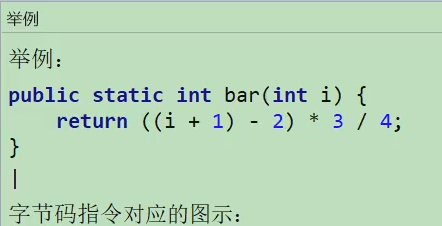 举例
举例：
public static int bar(int i) {
    return ((i + 1) - 2) * 3 / 4;
}
字节码指令对应的图示：